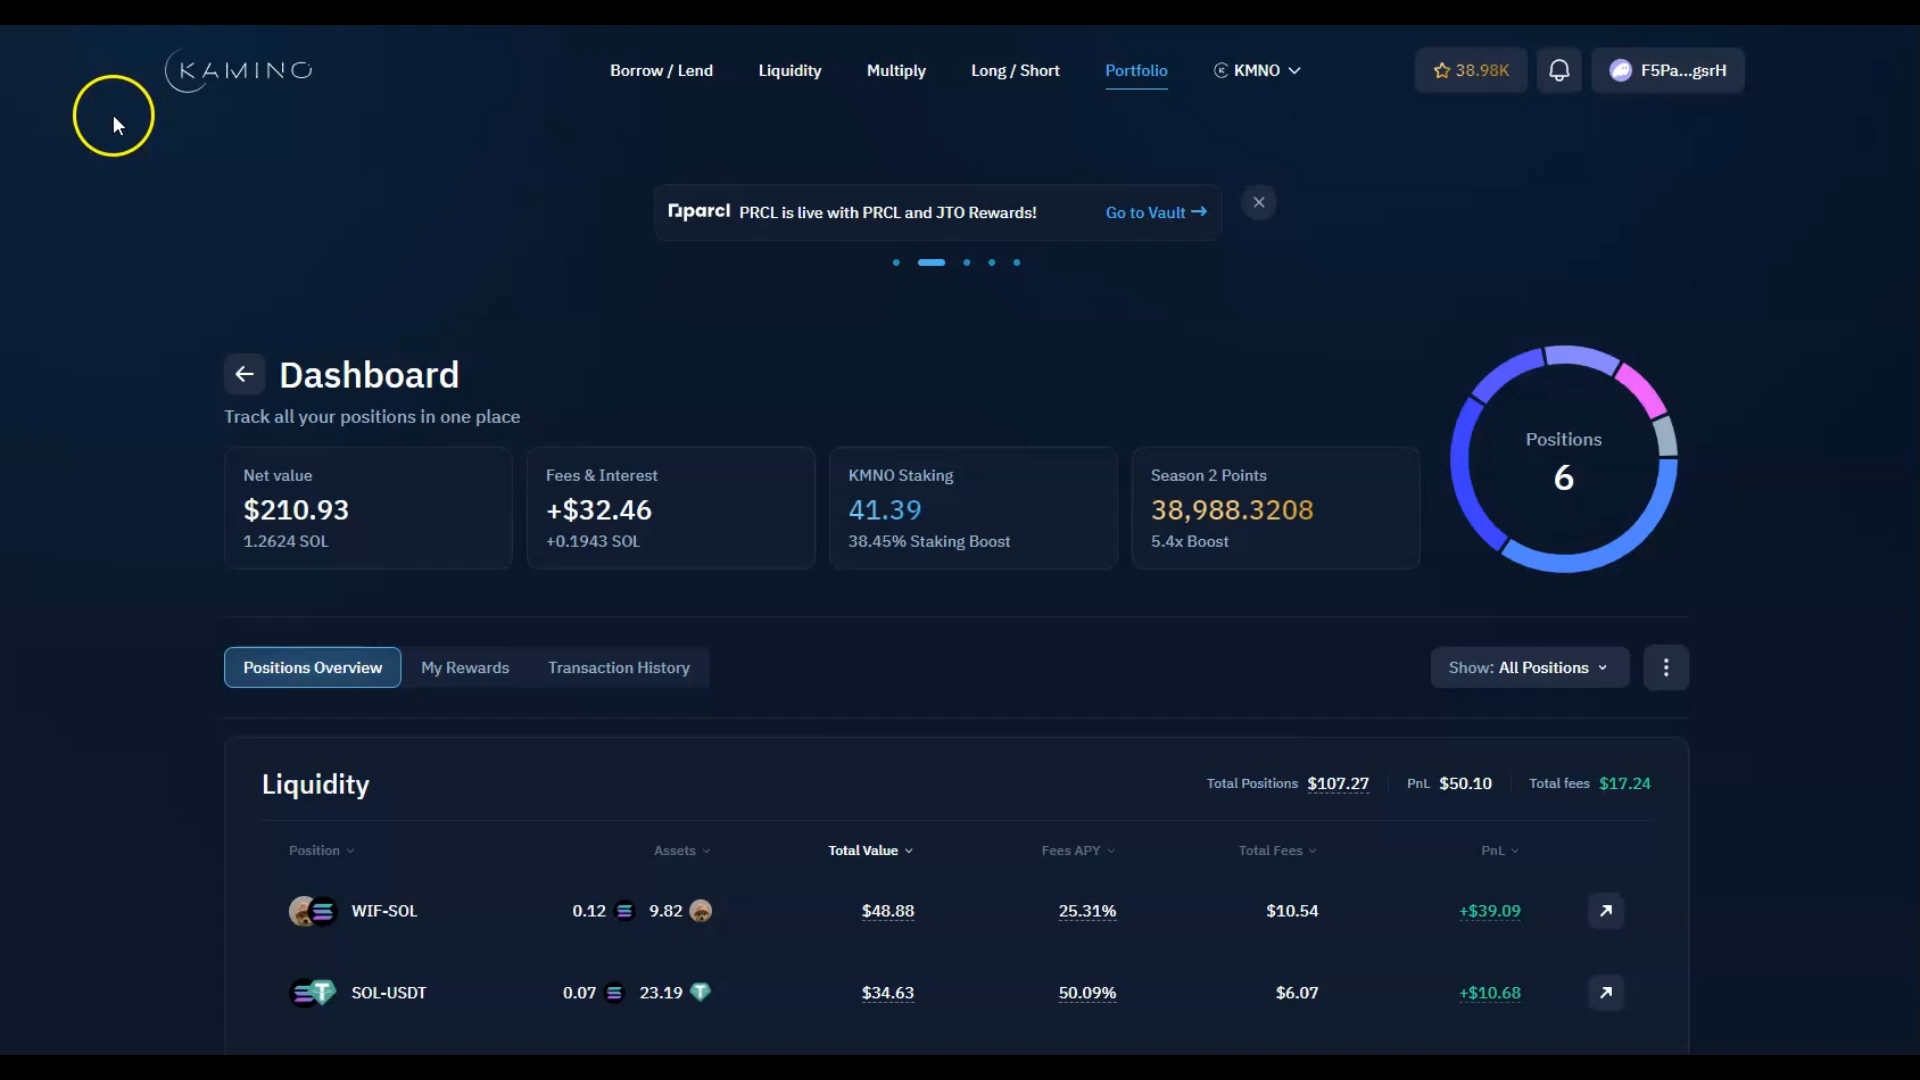 KAMINO
Borrow / Lend
Liquidity
Multiply
Long / Short
Portfolio
KMNO
38.98K
F5Pa...gsrH
parcl PRCL is live with PRCL and JTO Rewards!
Go to Vault
Dashboard
Track all your positions in one place
Net value
$210.93
1.2624 SOL
Fees & Interest
+$32.46
+0.1943 SOL
KMNO Staking
41.39
38.45% Staking Boost
Season 2 Points
38,988.3208
5.4x Boost
Positions
6
Positions Overview
My Rewards
Transaction History
Show: All Positions
Liquidity
Total Positions $107.27
PnL $50.10
Total fees $17.24
Position Assets Total Value Fees APY Total Fees PnL
WIF-SOL 0.12 9.82 $48.88 25.31% $10.54 +$39.09
SOL-USDT 0.07 23.19 $34.63 50.09% $6.07 +$10.68